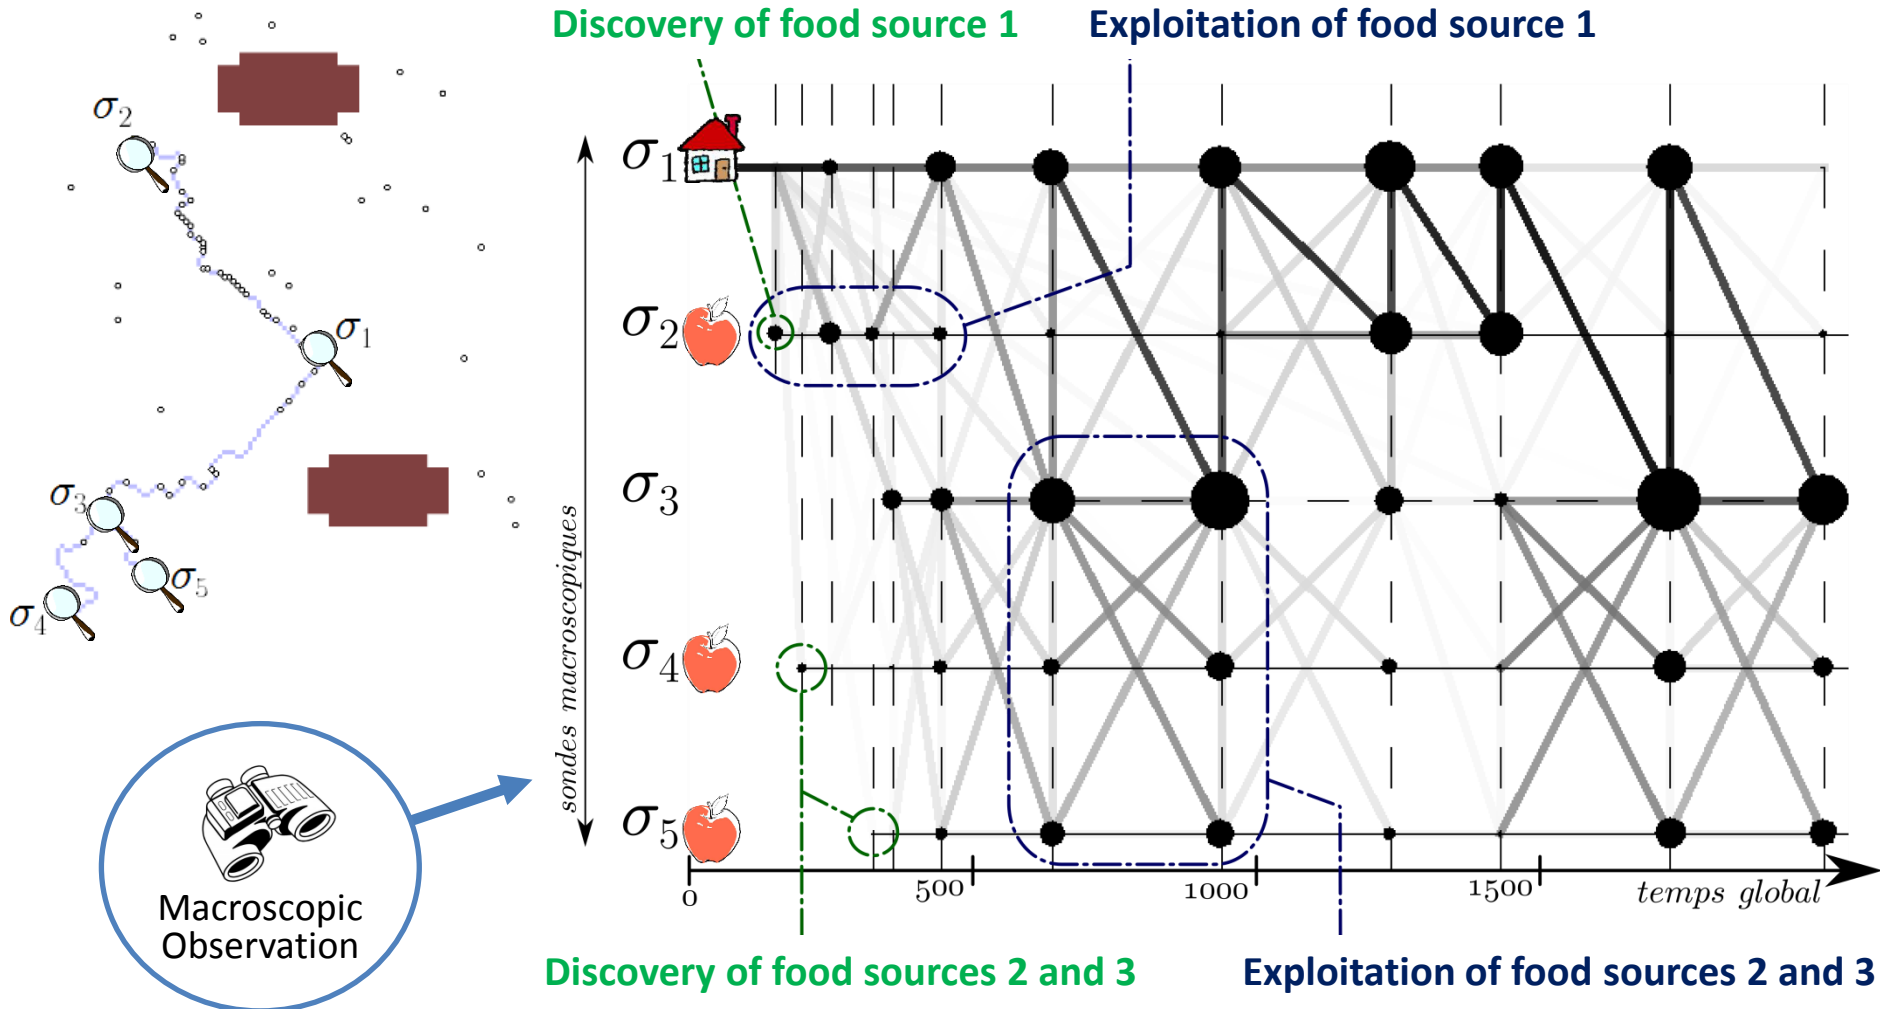 Discovery of food source 1
Exploitation of food source 1
σ2
σ1
σ3
σ5
σ4
Macroscopic
Observation
sondes macroscopiques
σ1
σ2
σ3
σ4
σ5
0
500
1000
1500
temps global
Discovery of food sources 2 and 3
Exploitation of food sources 2 and 3